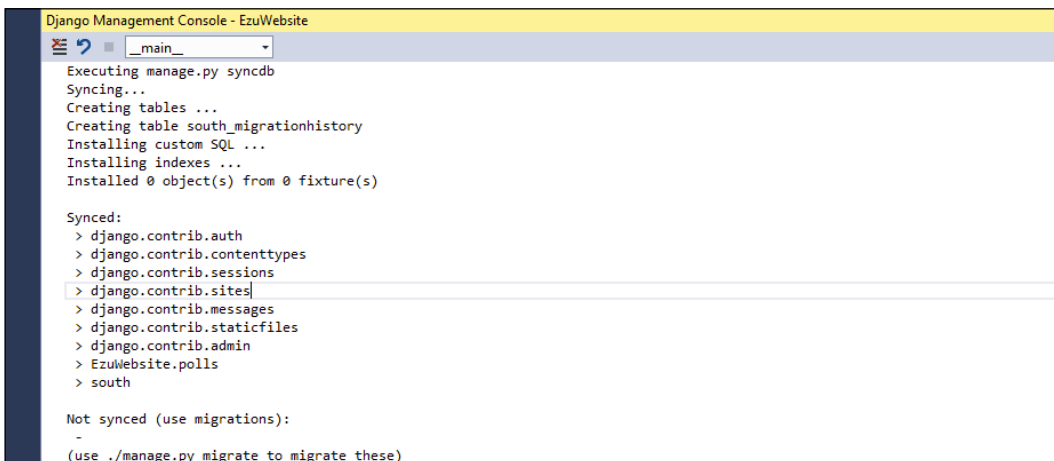 Django Management Console - EzuWebsite
__main__
Executing manage.py syncdb
Syncing...
Creating tables ...
Creating table south_migrationhistory
Installing custom SQL ...
Installing indexes ...
Installed 0 object(s) from 0 fixture(s)
Synced:
> django.contrib.auth
> django.contrib.contenttypes
> django.contrib.sessions
> django.contrib.sites
> django.contrib.messages
> django.contrib.staticfiles
> django.contrib.admin
> EzuWebsite.polls
> south
Not synced (use migrations):
-
(use ./manage.py migrate to migrate these)